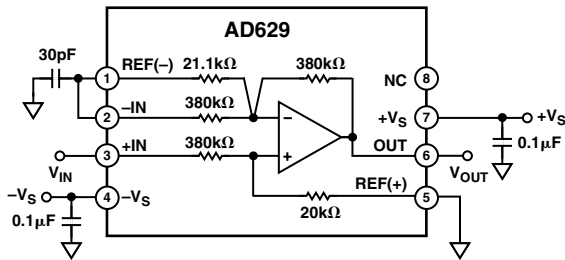 AD629
30pF
1
REF(–)
21.1kΩ
380kΩ
NC
8
2
–IN
380kΩ
–
+VS
7
+VS
0.1µF
3
+IN
380kΩ
+
OUT
6
VIN
VOUT
–VS
4
–VS
REF(+)
5
20kΩ
0.1µF